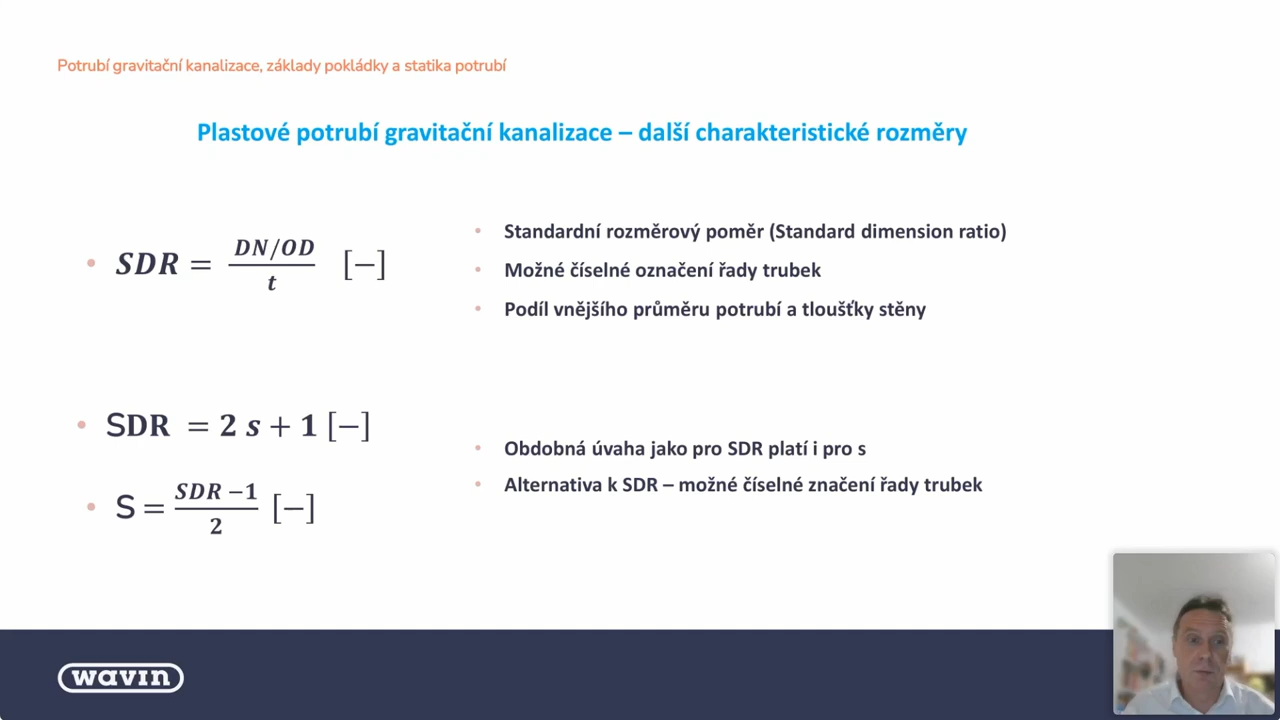 Potrubí gravitační kanalizace, základy pokládky a statika potrubí
Plastové potrubí gravitační kanalizace – další charakteristické rozměry
SDR = DN/OD / t [−]
Standardní rozměrový poměr (Standard dimension ratio)
Možné číselné označení řady trubek
Podíl vnějšího průměru potrubí a tloušťky stěny
SDR = 2 s + 1 [−]
S = SDR −1 / 2 [−]
Obdobná úvaha jako pro SDR platí i pro s
Alternativa k SDR – možné číselné značení řady trubek
wavin